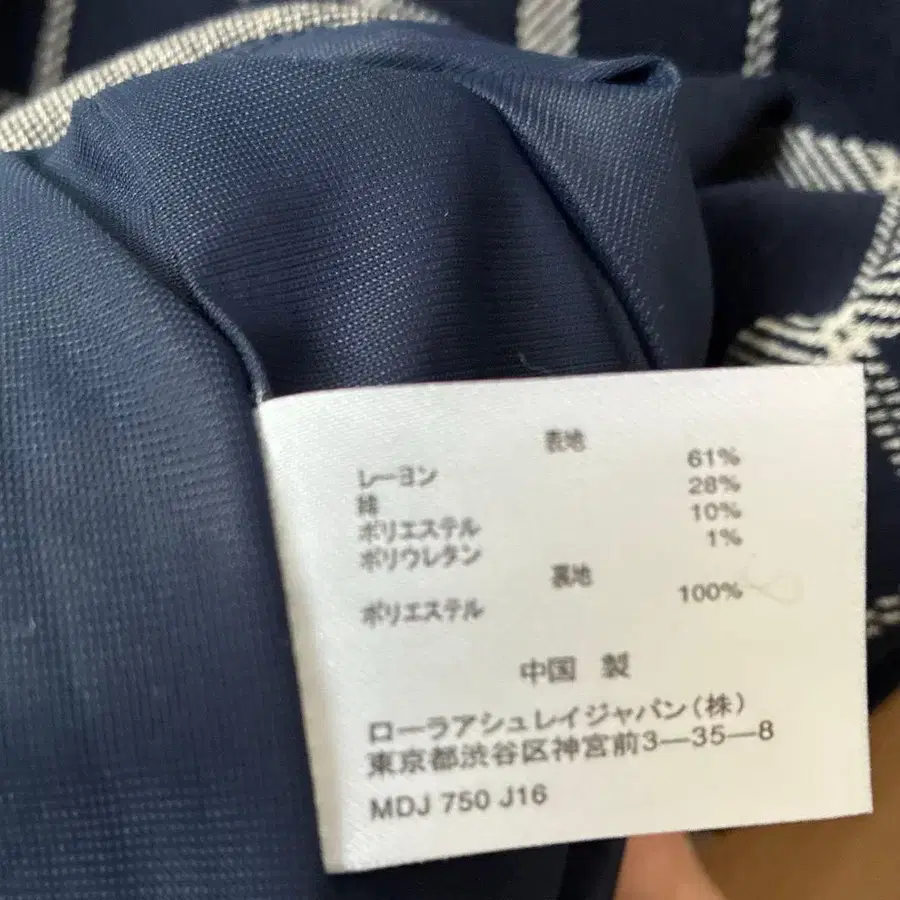 表地
レーヨン 61%
綿 28%
ポリエステル 10%
ポリウレタン 1%
裏地
ポリエステル 100%
中国 製
ローラアシュレイジャパン(株)
東京都渋谷区神宮前3―35―8
MDJ 750 J16